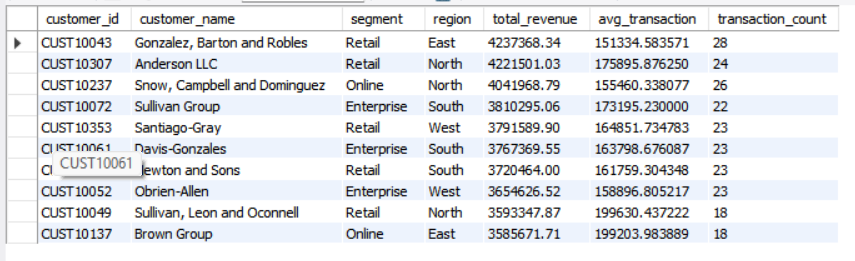 customer_id customer_name segment region total_revenue avg_transaction transaction_count
CUST10043 Gonzalez, Barton and Robles Retail East 4237368.34 151334.583571 28
CUST10307 Anderson LLC Retail North 4221501.03 175895.876250 24
CUST10237 Snow, Campbell and Dominguez Online North 4041968.79 155460.338077 26
CUST10072 Sullivan Group Enterprise South 3810295.06 173195.230000 22
CUST10353 Santiago-Gray Retail West 3791589.90 164851.734783 23
CUST10061 Davis-Gonzales Enterprise South 3767369.55 163798.676087 23
CUST10061
and Sons Retail South 3720464.00 161759.304348 23
CUST10052 Obrien-Allen Enterprise West 3654626.52 158896.805217 23
CUST10049 Sullivan, Leon and Oconnell Retail North 3593347.87 199630.437222 18
CUST10137 Brown Group Online East 3585671.71 199203.983889 18